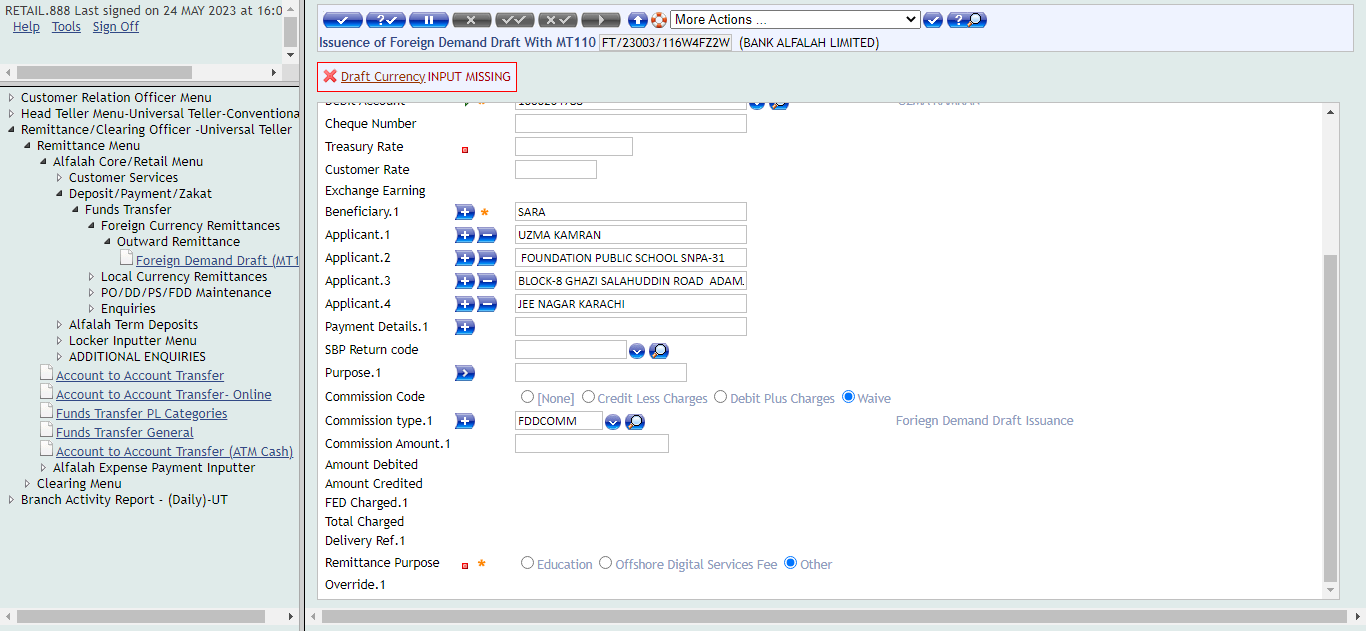 RETAIL.888 Last signed on 24 MAY 2023 at 16:0
Help Tools Sign Off
Customer Relation Officer Menu
Head Teller Menu-Universal Teller-Conventiona
Remittance/Clearing Officer -Universal Teller
Remittance Menu
Alfalah Core/Retail Menu
Customer Services
Deposit/Payment/Zakat
Funds Transfer
Foreign Currency Remittances
Outward Remittance
Foreign Demand Draft (MT1
Local Currency Remittances
PO/DD/PS/FDD Maintenance
Enquiries
Alfalah Term Deposits
Locker Inputter Menu
ADDITIONAL ENQUIRIES
Account to Account Transfer
Account to Account Transfer- Online
Funds Transfer PL Categories
Funds Transfer General
Account to Account Transfer (ATM Cash)
Alfalah Expense Payment Inputter
Clearing Menu
Branch Activity Report - (Daily)-UT
More Actions ...
Issuence of Foreign Demand Draft With MT110 FT/23003/116W4FZ2W (BANK ALFALAH LIMITED)
Draft Currency INPUT MISSING
Debit Account
Cheque Number
Treasury Rate
Customer Rate
Exchange Earning
Beneficiary.1 SARA
Applicant.1 UZMA KAMRAN
Applicant.2 FOUNDATION PUBLIC SCHOOL SNPA-31
Applicant.3 BLOCK-8 GHAZI SALAHUDDIN ROAD ADAM.
Applicant.4 JEE NAGAR KARACHI
Payment Details.1
SBP Return code
Purpose.1
Commission Code [None] Credit Less Charges Debit Plus Charges Waive
Commission type.1 FDDCOMM Foriegn Demand Draft Issuance
Commission Amount.1
Amount Debited
Amount Credited
FED Charged.1
Total Charged
Delivery Ref.1
Remittance Purpose Education Offshore Digital Services Fee Other
Override.1